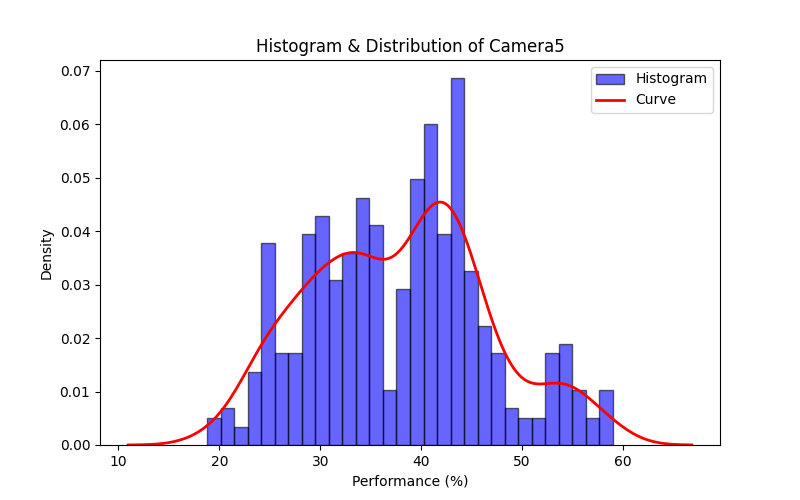 Histogram & Distribution of Camera5
Histogram
Curve
0.07
0.06
0.05
0.04
0.03
0.02
0.01
0.00
Density
10 20 30 40 50 60
Performance (%)